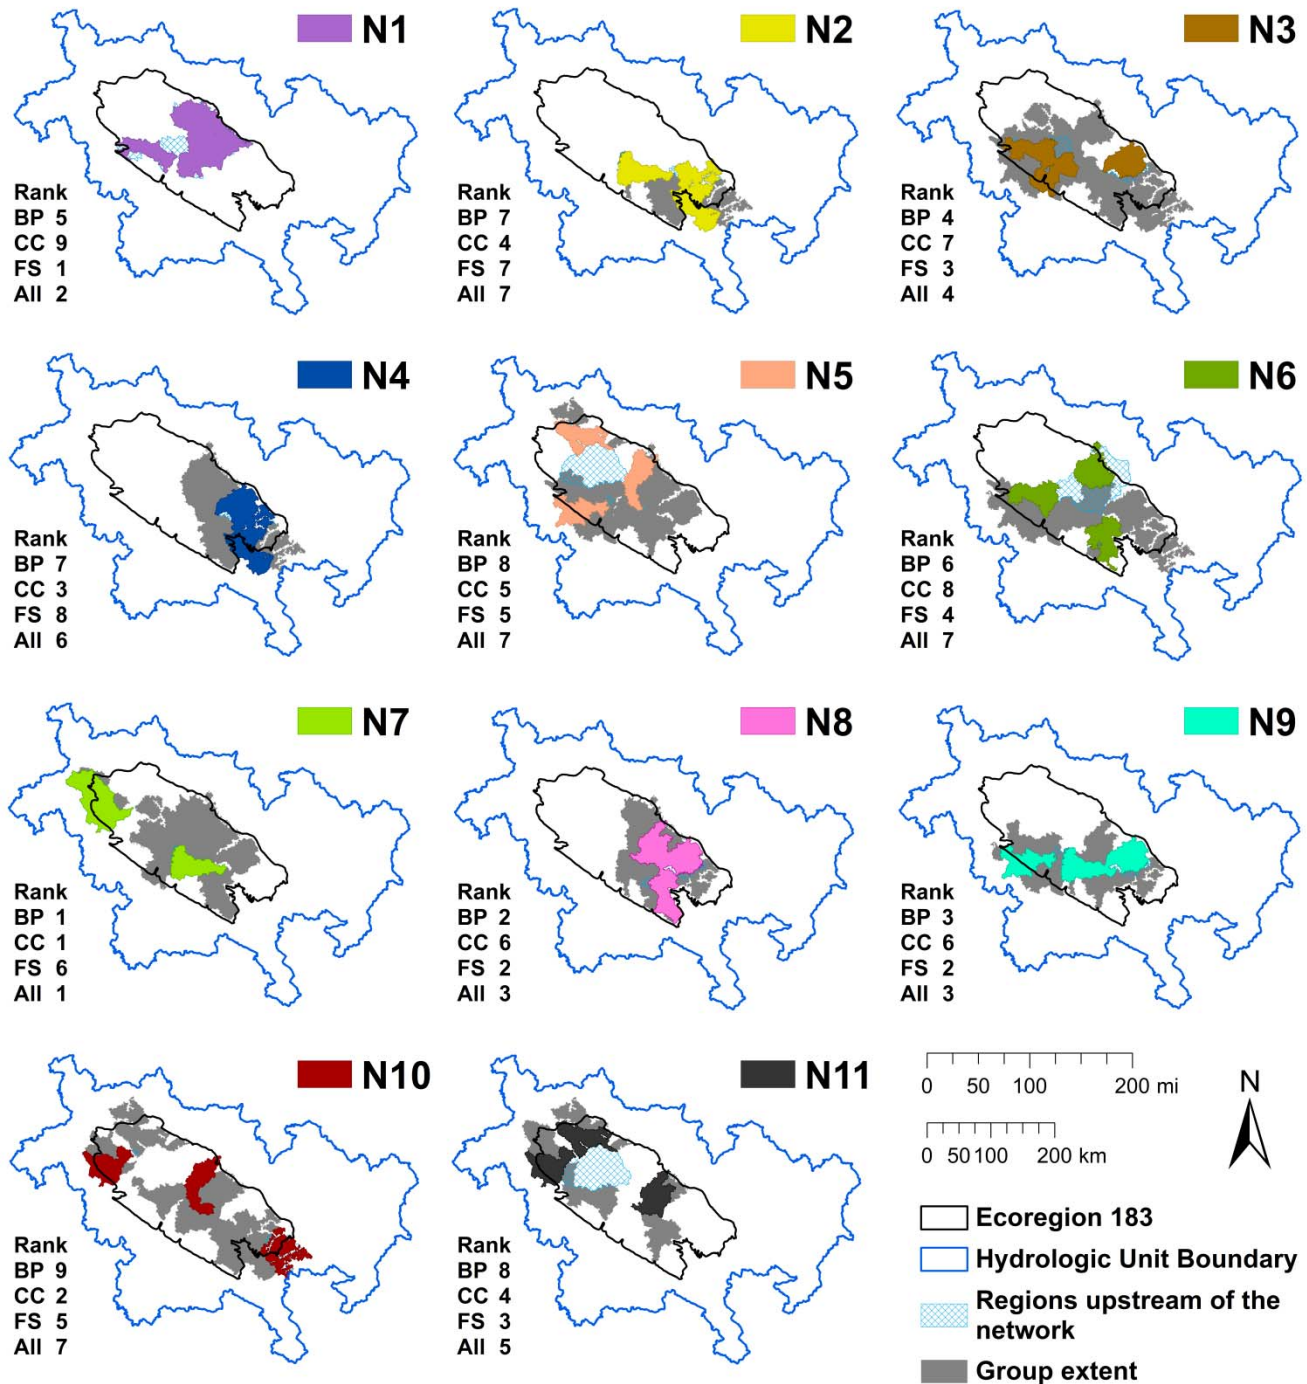 N1
Rank
BP 5
CC 9
FS 1
All 2
N2
Rank
BP 7
CC 4
FS 7
All 7
N3
Rank
BP 4
CC 7
FS 3
All 4
N4
Rank
BP 7
CC 3
FS 8
All 6
N5
Rank
BP 8
CC 5
FS 5
All 7
N6
Rank
BP 6
CC 8
FS 4
All 7
N7
Rank
BP 1
CC 1
FS 6
All 1
N8
Rank
BP 2
CC 6
FS 2
All 3
N9
Rank
BP 3
CC 6
FS 2
All 3
N10
Rank
BP 9
CC 2
FS 5
All 7
N11
Rank
BP 8
CC 4
FS 3
All 5
0 50 100 200 mi
0 50 100 200 km
N
Ecoregion 183
Hydrologic Unit Boundary
Regions upstream of the
network
Group extent